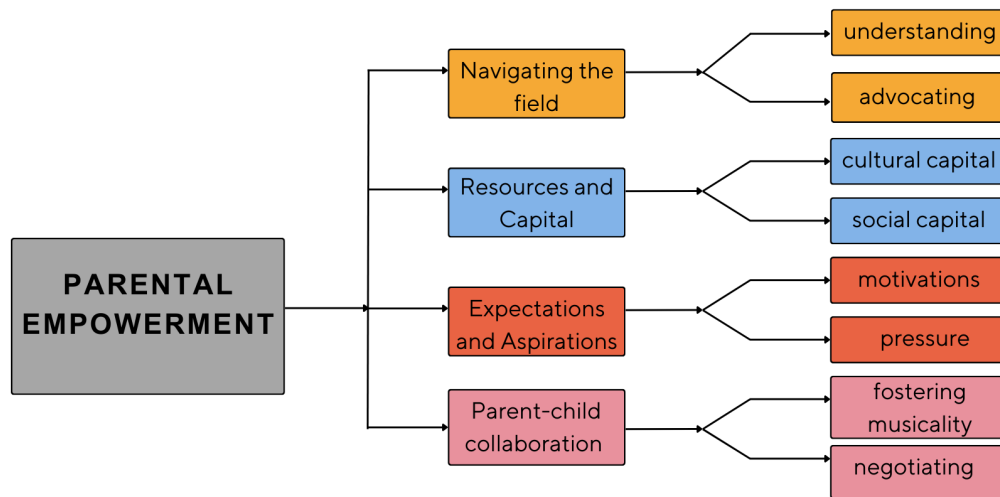 PARENTAL
EMPOWERMENT
Navigating the
field
understanding
advocating
Resources and
Capital
cultural capital
social capital
Expectations
and Aspirations
motivations
pressure
Parent-child
collaboration
fostering
musicality
negotiating